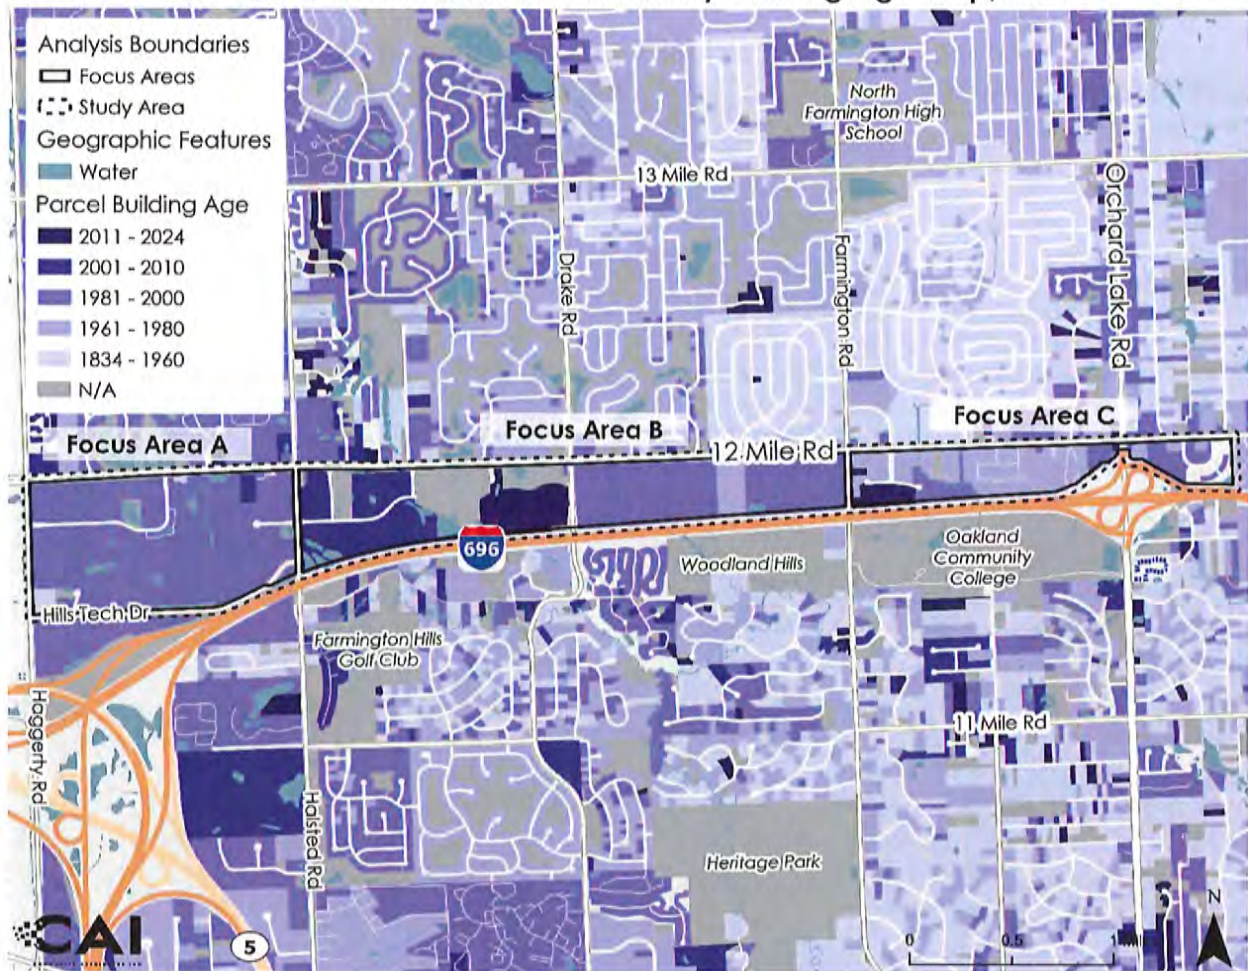 Analysis Boundaries
Focus Areas
Study Area
Geographic Features
Water
Parcel Building Age
2011 - 2024
2001 - 2010
1981 - 2000
1961 - 1980
1834 - 1960
N/A
North
Farmington High
School
13 Mile Rd
Orchard Lake Rd
Drake Rd
Farmington Rd
Focus Area A
Focus Area B
Focus Area C
12 Mile Rd
696
Woodland Hills
Oakland
Community
College
Hills Tech Dr
Farmington Hills
Golf Club
Haggerty Rd
11 Mile Rd
Halsted Rd
Heritage Park
CAI
5
N
0
0.5